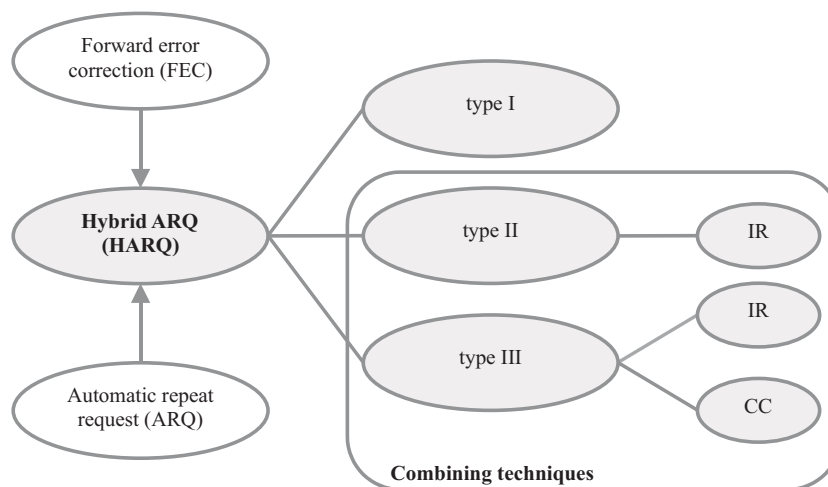 Forward error
correction (FEC)
type I
Hybrid ARQ
(HARQ)
type II
IR
IR
type III
Automatic repeat
request (ARQ)
CC
Combining techniques